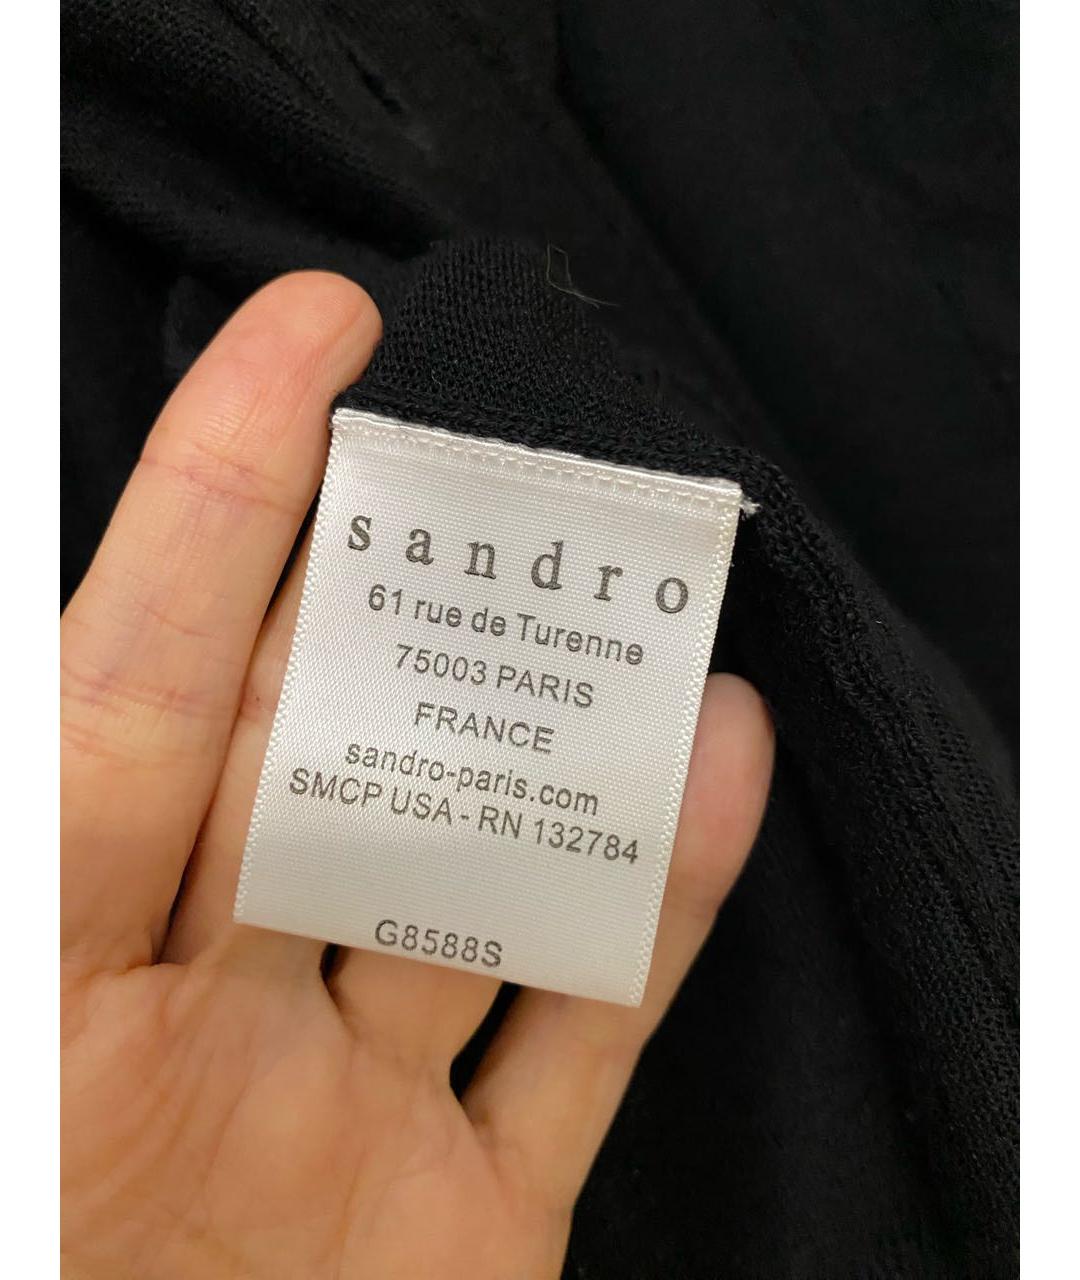 sandro
61 rue de Turenne
75003 PARIS
FRANCE
sandro-paris.com
SMCP USA - RN 132784
G8588S